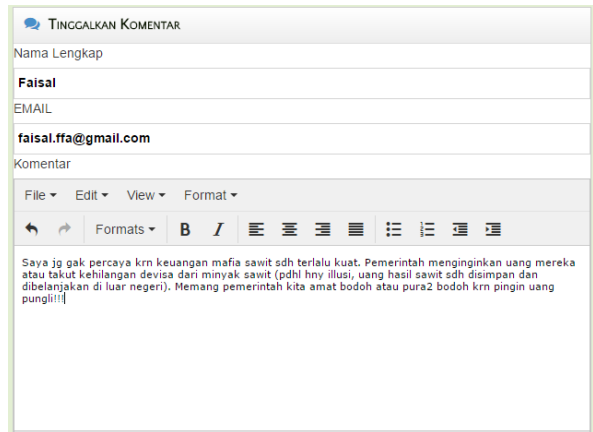 TINGGALKAN KOMENTAR
Nama Lengkap
Faisal
EMAIL
faisal.ffa@gmail.com
Komentar
File Edit View Format
Formats B I
Saya jg gak percaya krn keuangan mafia sawit sdh terlalu kuat. Pemerintah menginginkan uang mereka
atau takut kehilangan devisa dari minyak sawit (pdhl hny illusi, uang hasil sawit sdh disimpan dan
dibelanjakan di luar negeri). Memang pemerintah kita amat bodoh atau pura2 bodoh krn pingin uang
pungli!!!